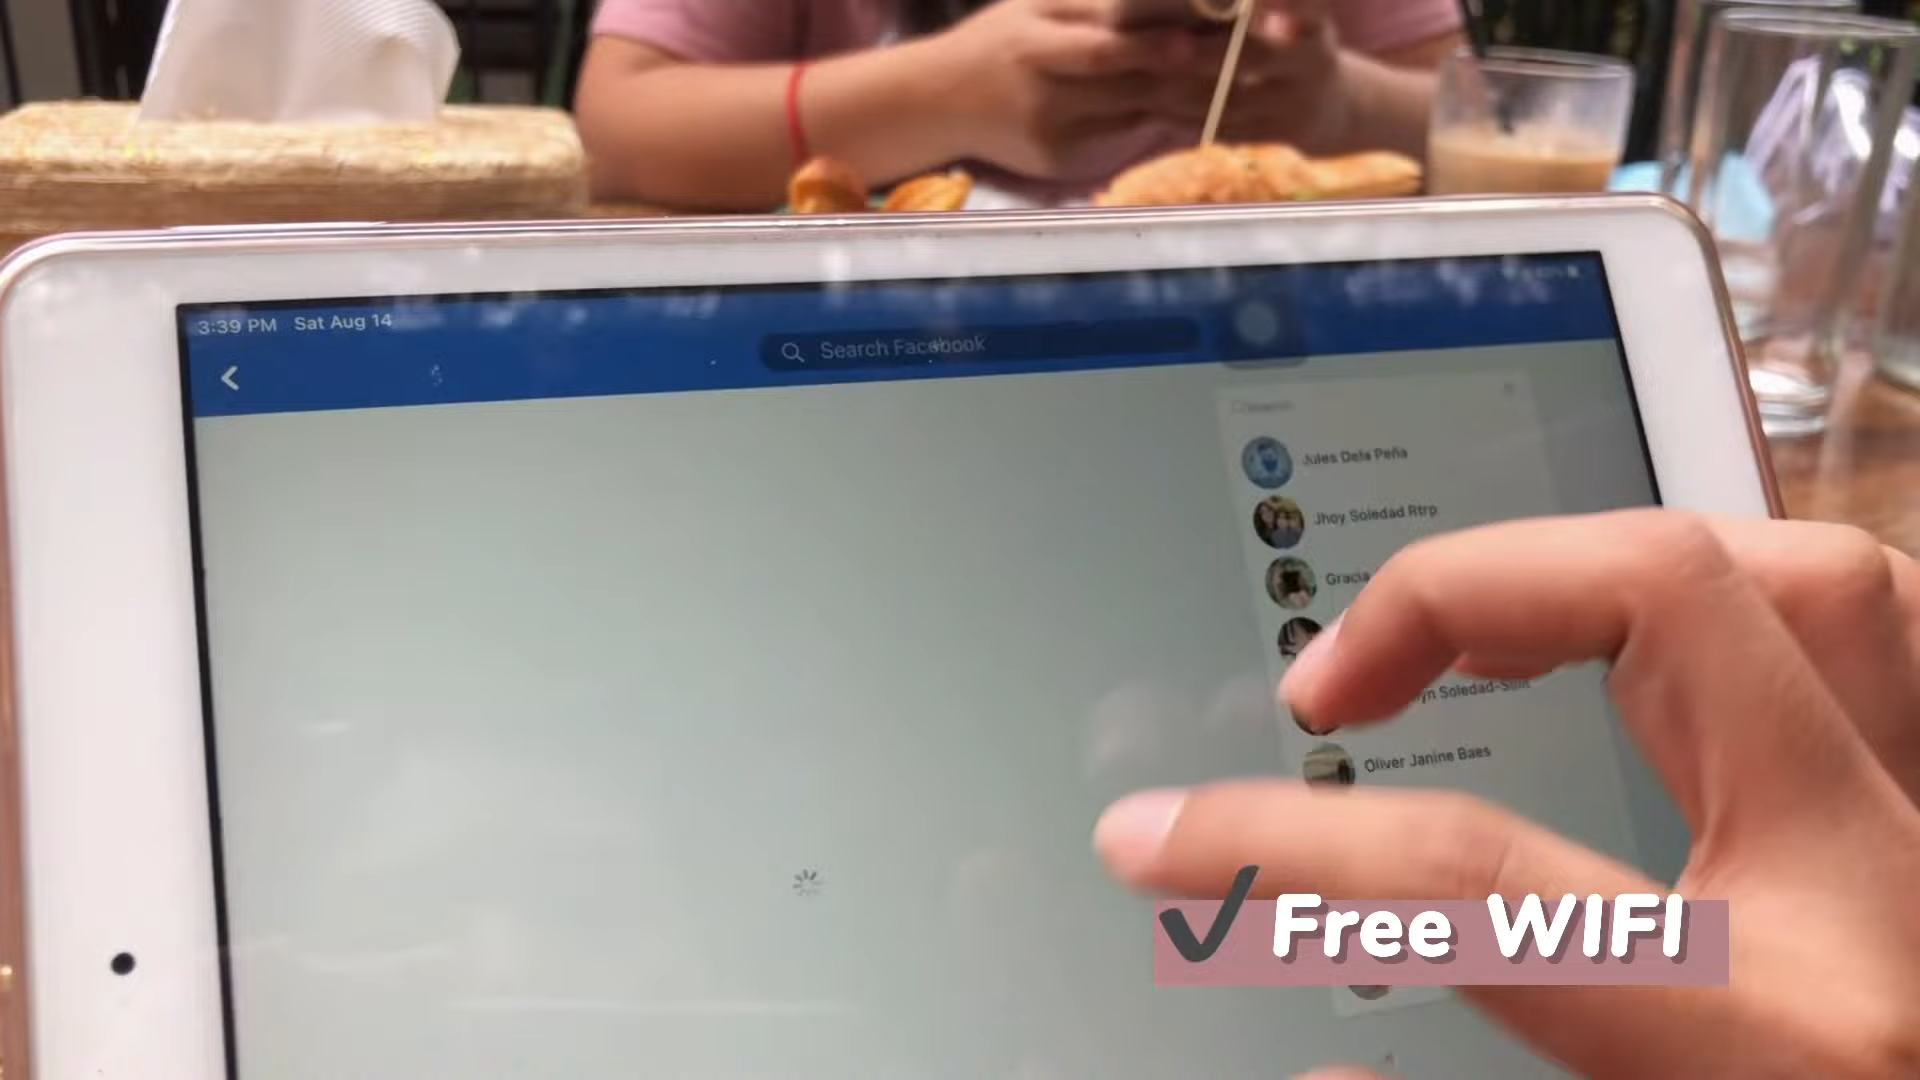 3:39 PM Sat Aug 14
Search Facebook
Jules Dela Peña
Jhoy Soledad Rtrp
Gracia
Oliver Janine Baes
✓ Free WIFI